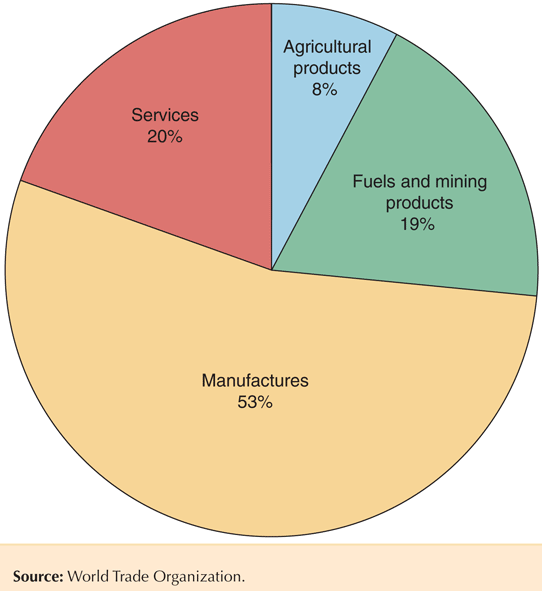 Agricultural
products
8%
Services
20%
Fuels and mining
products
19%
Manufactures
53%
Source: World Trade Organization.